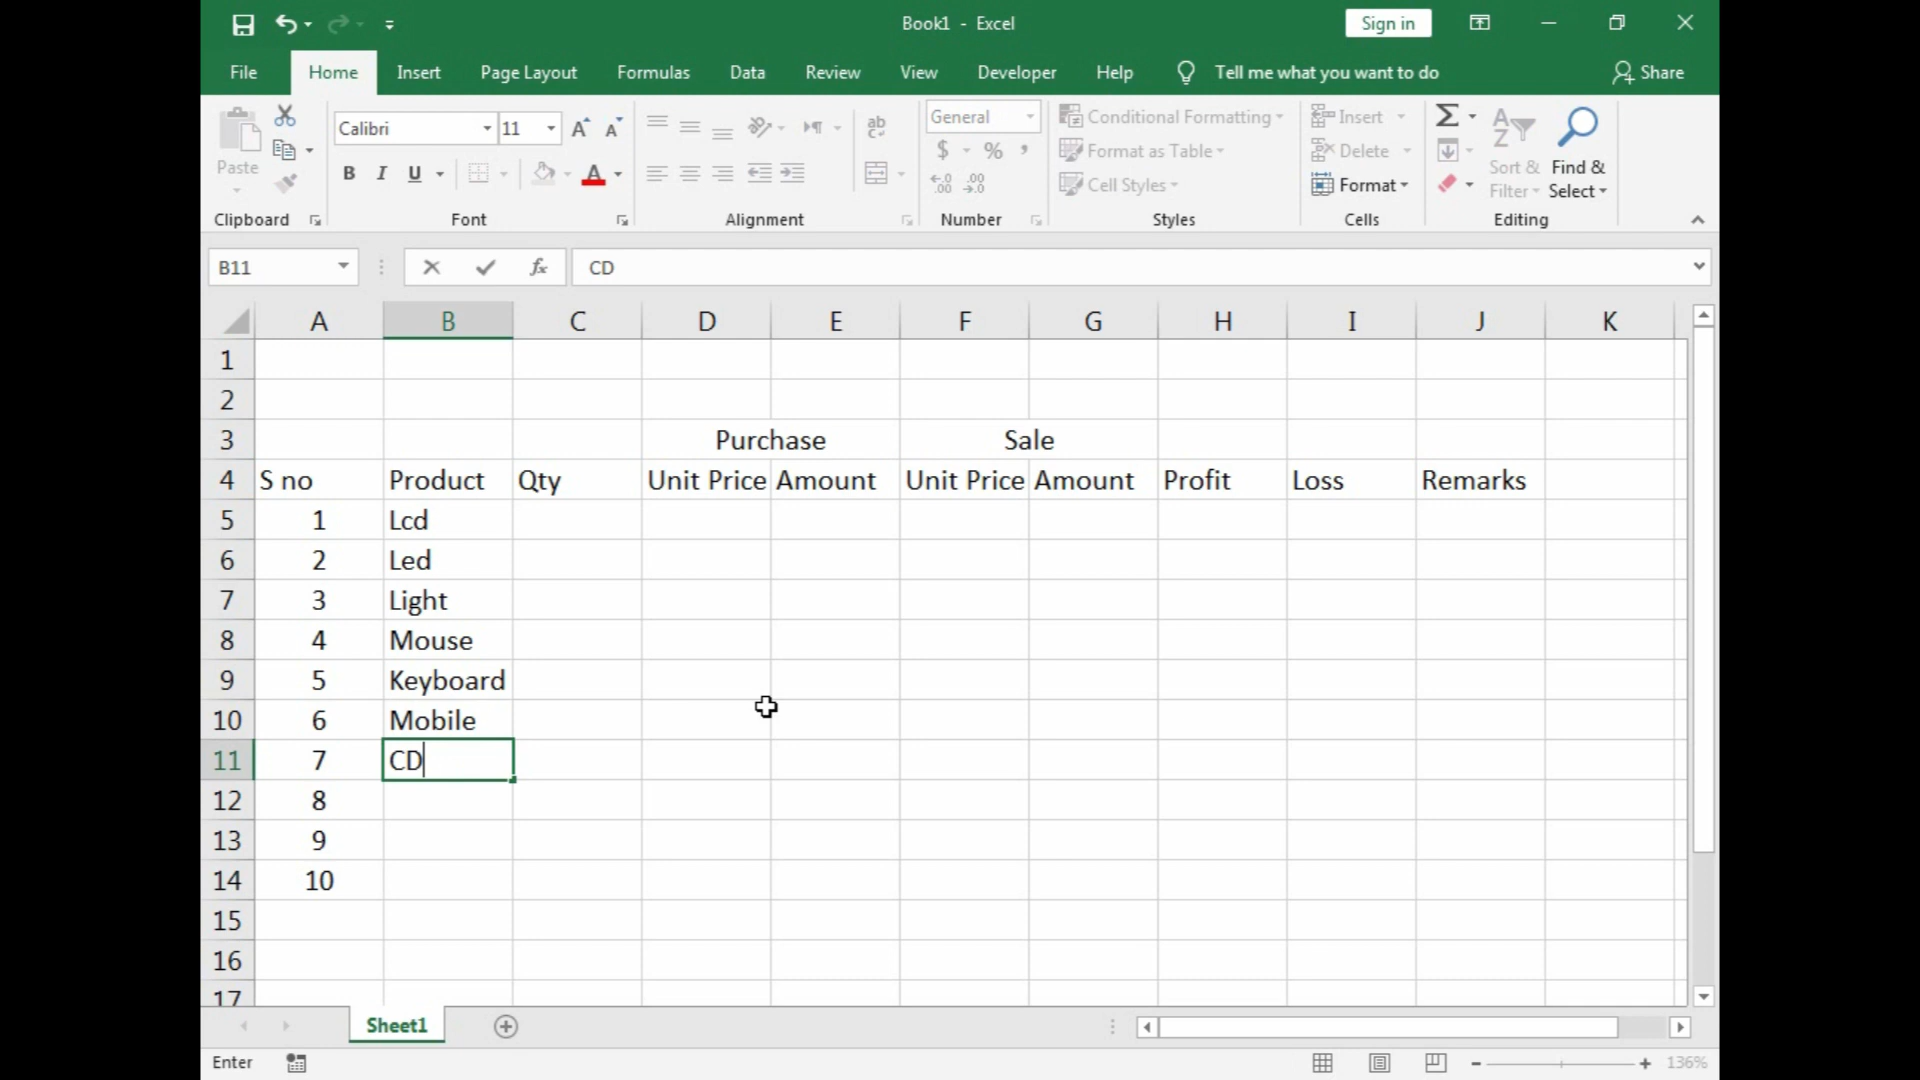 Book1 - Excel
Sign in
File Home Insert Page Layout Formulas Data Review View Developer Help Tell me what you want to do Share
Paste
Calibri 11
B I U
ab
General
$ % ,
Conditional Formatting
Format as Table
Cell Styles
Insert
Delete
Format
Sort & Filter
Find & Select
Clipboard Font Alignment Number Styles Cells Editing
B11 fx CD
A B C D E F G H I J K
1
2
3 Purchase Sale
4 S no Product Qty Unit Price Amount Unit Price Amount Profit Loss Remarks
5 1 Lcd
6 2 Led
7 3 Light
8 4 Mouse
9 5 Keyboard
10 6 Mobile
11 7 CD
12 8
13 9
14 10
15
16
17
Sheet1
Enter 136%